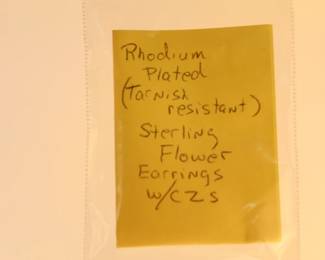 Rhodium
Plated
(Tarnish
resistant)
Sterling
Flower
Earrings
w/CZs